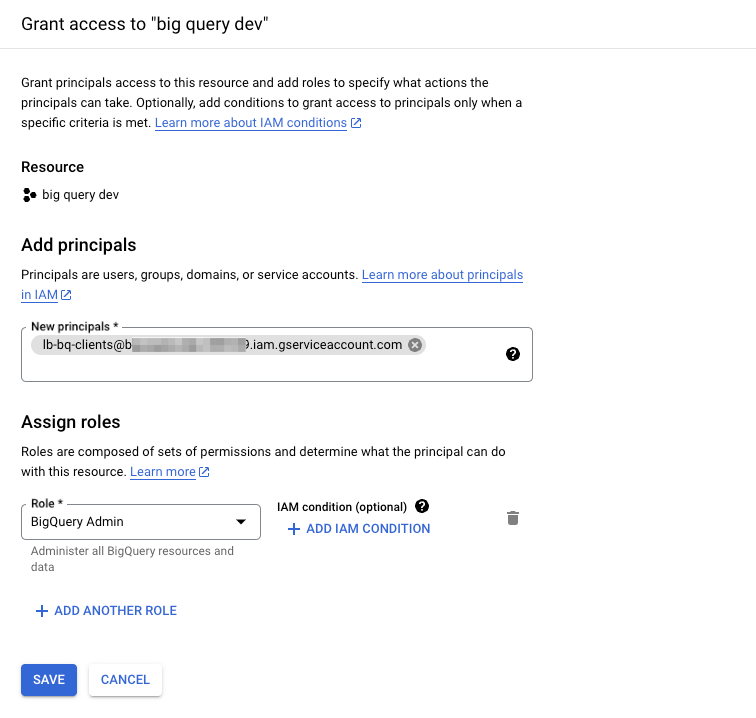 Grant access to "big query dev"
Grant principals access to this resource and add roles to specify what actions the
principals can take. Optionally, add conditions to grant access to principals only when a
specific criteria is met. Learn more about IAM conditions
Resource
big query dev
Add principals
Principals are users, groups, domains, or service accounts. Learn more about principals
in IAM
New principals *
lb-bq-clients@b 9.iam.gserviceaccount.com
Assign roles
Roles are composed of sets of permissions and determine what the principal can do
with this resource. Learn more
Role *
BigQuery Admin
IAM condition (optional)
+ ADD IAM CONDITION
Administer all BigQuery resources and
data
+ ADD ANOTHER ROLE
SAVE
CANCEL